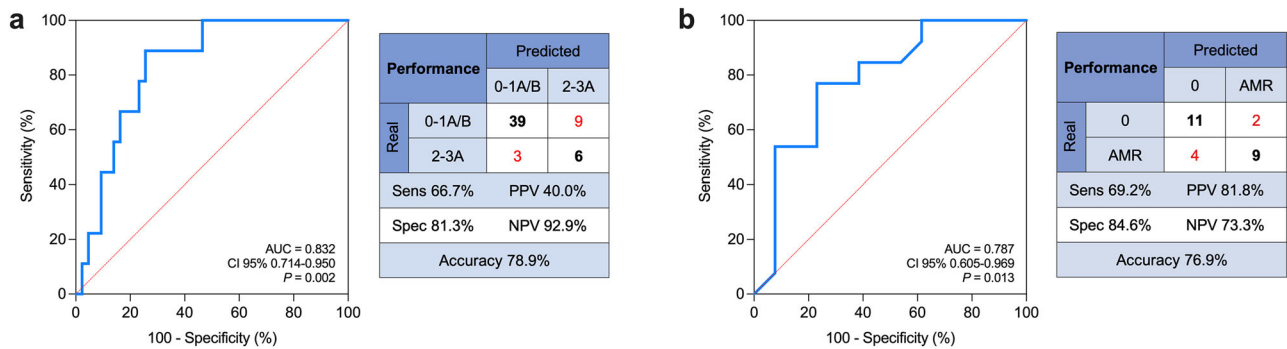 a
Sensitivity (%)
100
80
60
40
20
0
0 20 40 60 80 100
100 - Specificity (%)
AUC = 0.832
CI 95% 0.714-0.950
P = 0.002
Performance Predicted
0-1A/B 2-3A
Real 0-1A/B 39 9
2-3A 3 6
Sens 66.7% PPV 40.0%
Spec 81.3% NPV 92.9%
Accuracy 78.9%
b
Sensitivity (%)
100
80
60
40
20
0
0 20 40 60 80 100
100 - Specificity (%)
AUC = 0.787
CI 95% 0.605-0.969
P = 0.013
Performance Predicted
0 AMR
Real 0 11 2
AMR 4 9
Sens 69.2% PPV 81.8%
Spec 84.6% NPV 73.3%
Accuracy 76.9%